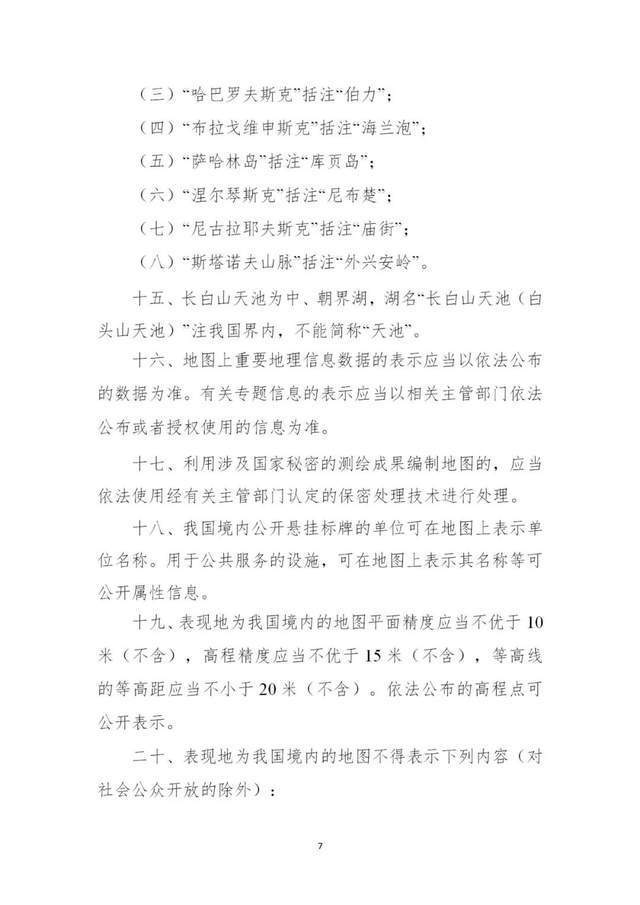 （三）“哈巴罗夫斯克”括注“伯力”；
（四）“布拉戈维申斯克”括注“海兰泡”；
（五）“萨哈林岛”括注“库页岛”；
（六）“涅尔琴斯克”括注“尼布楚”；
（七）“尼古拉耶夫斯克”括注“庙街”；
（八）“斯塔诺夫山脉”括注“外兴安岭”。
十五、长白山天池为中、朝界湖，湖名“长白山天池（白
头山天池）”注我国界内，不能简称“天池”。
十六、地图上重要地理信息数据的表示应当以依法公布
的数据为准。有关专题信息的表示应当以相关主管部门依法
公布或者授权使用的信息为准。
十七、利用涉及国家秘密的测绘成果编制地图的，应当
依法使用经有关主管部门认定的保密处理技术进行处理。
十八、我国境内公开悬挂标牌的单位可在地图上表示单
位名称。用于公共服务的设施，可在地图上表示其名称等可
公开属性信息。
十九、表现地为我国境内的地图平面精度应当不优于 10
米（不含），高程精度应当不优于 15 米（不含），等高线
的等高距应当不小于 20 米（不含）。依法公布的高程点可
公开表示。
二十、表现地为我国境内的地图不得表示下列内容（对
社会公众开放的除外）：
7